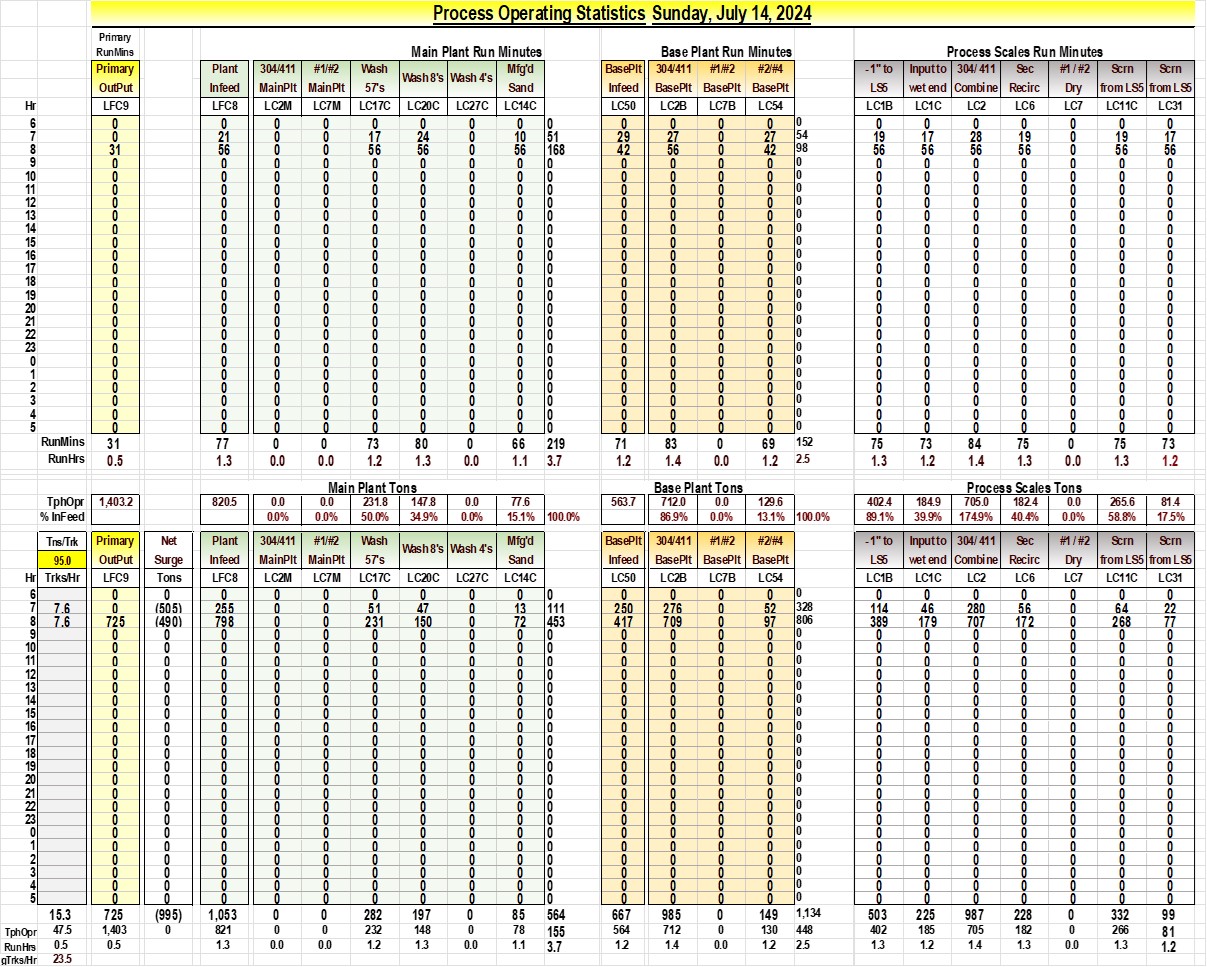 Process Operating Statistics Sunday, July 14, 2024
Primary
RunMins Main Plant Run Minutes Base Plant Run Minutes Process Scales Run Minutes
Primary Plant 304/411 #1/#2 Wash Wash 8's Wash 4's Mfg'd BasePlt 304/411 #1/#2 #2/#4 -1" to Input to 304/ 411 Sec #1 / #2 Scrn Scrn
OutPut Infeed MainPlt MainPlt 57's Sand Infeed BasePlt BasePlt BasePlt LS5 wet end Combine Recirc Dry from LS5 from LS5
Hr LFC9 LFC8 LC2M LC7M LC17C LC20C LC27C LC14C LC50 LC2B LC7B LC54 LC1B LC1C LC2 LC6 LC7 LC11C LC31
6 0 0 0 0 0 0 0 0 0 0 0 0 0 0 0 0 0 0 0 0 0 0
7 0 21 0 0 17 24 0 10 51 29 27 0 27 54 19 17 28 19 0 19 17
8 31 56 0 0 56 56 0 56 168 42 56 0 42 98 56 56 56 56 0 56 56
9 0 0 0 0 0 0 0 0 0 0 0 0 0 0 0 0 0 0 0 0 0
10 0 0 0 0 0 0 0 0 0 0 0 0 0 0 0 0 0 0 0 0 0
11 0 0 0 0 0 0 0 0 0 0 0 0 0 0 0 0 0 0 0 0 0
12 0 0 0 0 0 0 0 0 0 0 0 0 0 0 0 0 0 0 0 0 0
13 0 0 0 0 0 0 0 0 0 0 0 0 0 0 0 0 0 0 0 0 0
14 0 0 0 0 0 0 0 0 0 0 0 0 0 0 0 0 0 0 0 0 0
15 0 0 0 0 0 0 0 0 0 0 0 0 0 0 0 0 0 0 0 0 0
16 0 0 0 0 0 0 0 0 0 0 0 0 0 0 0 0 0 0 0 0 0
17 0 0 0 0 0 0 0 0 0 0 0 0 0 0 0 0 0 0 0 0 0
18 0 0 0 0 0 0 0 0 0 0 0 0 0 0 0 0 0 0 0 0 0
19 0 0 0 0 0 0 0 0 0 0 0 0 0 0 0 0 0 0 0 0 0
20 0 0 0 0 0 0 0 0 0 0 0 0 0 0 0 0 0 0 0 0 0
21 0 0 0 0 0 0 0 0 0 0 0 0 0 0 0 0 0 0 0 0 0
22 0 0 0 0 0 0 0 0 0 0 0 0 0 0 0 0 0 0 0 0 0
23 0 0 0 0 0 0 0 0 0 0 0 0 0 0 0 0 0 0 0 0 0
0 0 0 0 0 0 0 0 0 0 0 0 0 0 0 0 0 0 0 0 0 0
1 0 0 0 0 0 0 0 0 0 0 0 0 0 0 0 0 0 0 0 0 0
2 0 0 0 0 0 0 0 0 0 0 0 0 0 0 0 0 0 0 0 0 0
3 0 0 0 0 0 0 0 0 0 0 0 0 0 0 0 0 0 0 0 0 0
4 0 0 0 0 0 0 0 0 0 0 0 0 0 0 0 0 0 0 0 0 0
5 0 0 0 0 0 0 0 0 0 0 0 0 0 0 0 0 0 0 0 0 0
RunMins 31 77 0 0 73 80 0 66 219 71 83 0 69 152 75 73 84 75 0 75 73
RunHrs 0.5 1.3 0.0 0.0 1.2 1.3 0.0 1.1 3.7 1.2 1.4 0.0 1.2 2.5 1.3 1.2 1.4 1.3 0.0 1.3 1.2
Main Plant Tons Base Plant Tons Process Scales Tons
TphOpr 1,403.2 820.5 0.0 0.0 231.8 147.8 0.0 77.6 563.7 712.0 0.0 129.6 402.4 184.9 705.0 182.4 0.0 265.6 81.4
% InFeed 0.0% 0.0% 50.0% 34.9% 0.0% 15.1% 100.0% 86.9% 0.0% 13.1% 100.0% 89.1% 39.9% 174.9% 40.4% 0.0% 58.8% 17.5%
Tns/Trk Primary Net Plant 304/411 #1/#2 Wash Wash 8's Wash 4's Mfg'd BasePlt 304/411 #1/#2 #2/#4 -1" to Input to 304/ 411 Sec #1 / #2 Scrn Scrn
95.0 OutPut Surge Infeed MainPlt MainPlt 57's Sand Infeed BasePlt BasePlt BasePlt LS5 wet end Combine Recirc Dry from LS5 from LS5
Hr Trks/Hr LFC9 Tons LFC8 LC2M LC7M LC17C LC20C LC27C LC14C LC50 LC2B LC7B LC54 LC1B LC1C LC2 LC6 LC7 LC11C LC31
6 0 0 0 0 0 0 0 0 0 0 0 0 0 0 0 0 0 0 0 0 0 0
7 7.6 0 (505) 255 0 0 51 47 0 13 111 250 276 0 52 328 114 46 280 56 0 64 22
8 7.6 725 (490) 798 0 0 231 150 0 72 453 417 709 0 97 806 389 179 707 172 0 268 77
9 0 0 0 0 0 0 0 0 0 0 0 0 0 0 0 0 0 0 0 0 0 0
10 0 0 0 0 0 0 0 0 0 0 0 0 0 0 0 0 0 0 0 0 0 0
11 0 0 0 0 0 0 0 0 0 0 0 0 0 0 0 0 0 0 0 0 0 0
12 0 0 0 0 0 0 0 0 0 0 0 0 0 0 0 0 0 0 0 0 0 0
13 0 0 0 0 0 0 0 0 0 0 0 0 0 0 0 0 0 0 0 0 0 0
14 0 0 0 0 0 0 0 0 0 0 0 0 0 0 0 0 0 0 0 0 0 0
15 0 0 0 0 0 0 0 0 0 0 0 0 0 0 0 0 0 0 0 0 0 0
16 0 0 0 0 0 0 0 0 0 0 0 0 0 0 0 0 0 0 0 0 0 0
17 0 0 0 0 0 0 0 0 0 0 0 0 0 0 0 0 0 0 0 0 0 0
18 0 0 0 0 0 0 0 0 0 0 0 0 0 0 0 0 0 0 0 0 0 0
19 0 0 0 0 0 0 0 0 0 0 0 0 0 0 0 0 0 0 0 0 0 0
20 0 0 0 0 0 0 0 0 0 0 0 0 0 0 0 0 0 0 0 0 0 0
21 0 0 0 0 0 0 0 0 0 0 0 0 0 0 0 0 0 0 0 0 0 0
22 0 0 0 0 0 0 0 0 0 0 0 0 0 0 0 0 0 0 0 0 0 0
23 0 0 0 0 0 0 0 0 0 0 0 0 0 0 0 0 0 0 0 0 0 0
0 0 0 0 0 0 0 0 0 0 0 0 0 0 0 0 0 0 0 0 0 0 0
1 0 0 0 0 0 0 0 0 0 0 0 0 0 0 0 0 0 0 0 0 0 0
2 0 0 0 0 0 0 0 0 0 0 0 0 0 0 0 0 0 0 0 0 0 0
3 0 0 0 0 0 0 0 0 0 0 0 0 0 0 0 0 0 0 0 0 0 0
4 0 0 0 0 0 0 0 0 0 0 0 0 0 0 0 0 0 0 0 0 0 0
5 0 0 0 0 0 0 0 0 0 0 0 0 0 0 0 0 0 0 0 0 0 0
15.3 725 (995) 1,053 0 0 282 197 0 85 564 667 985 0 149 1,134 503 225 987 228 0 332 99
TphOpr 47.5 1,403 0 821 0 0 232 148 0 78 155 564 712 0 130 448 402 185 705 182 0 266 81
RunHrs 0.5 0.5 1.3 0.0 0.0 1.2 1.3 0.0 1.1 3.7 1.2 1.4 0.0 1.2 2.5 1.3 1.2 1.4 1.3 0.0 1.3 1.2
gTrks/Hr 23.5